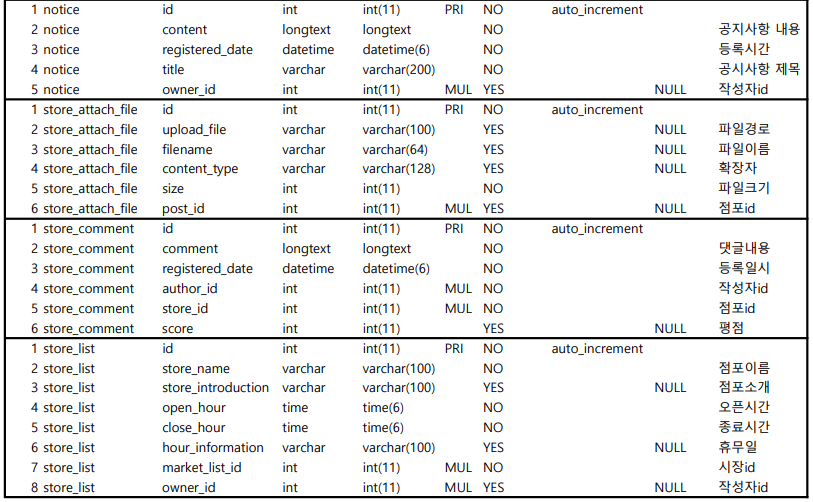 1 notice id int int(11) PRI NO auto_increment
2 notice content longtext longtext NO 공지사항 내용
3 notice registered_date datetime datetime(6) NO 등록시간
4 notice title varchar varchar(200) NO 공시사항 제목
5 notice owner_id int int(11) MUL YES NULL 작성자id
1 store_attach_file id int int(11) PRI NO auto_increment
2 store_attach_file upload_file varchar varchar(100) YES NULL 파일경로
3 store_attach_file filename varchar varchar(64) YES NULL 파일이름
4 store_attach_file content_type varchar varchar(128) YES NULL 확장자
5 store_attach_file size int int(11) NO 파일크기
6 store_attach_file post_id int int(11) MUL YES NULL 점포id
1 store_comment id int int(11) PRI NO auto_increment
2 store_comment comment longtext longtext NO 댓글내용
3 store_comment registered_date datetime datetime(6) NO 등록일시
4 store_comment author_id int int(11) MUL NO 작성자id
5 store_comment store_id int int(11) MUL NO 점포id
6 store_comment score int int(11) YES NULL 평점
1 store_list id int int(11) PRI NO auto_increment
2 store_list store_name varchar varchar(100) NO 점포이름
3 store_list store_introduction varchar varchar(100) YES NULL 점포소개
4 store_list open_hour time time(6) NO 오픈시간
5 store_list close_hour time time(6) NO 종료시간
6 store_list hour_information varchar varchar(100) YES NULL 휴무일
7 store_list market_list_id int int(11) MUL NO 시장id
8 store_list owner_id int int(11) MUL YES NULL 작성자id